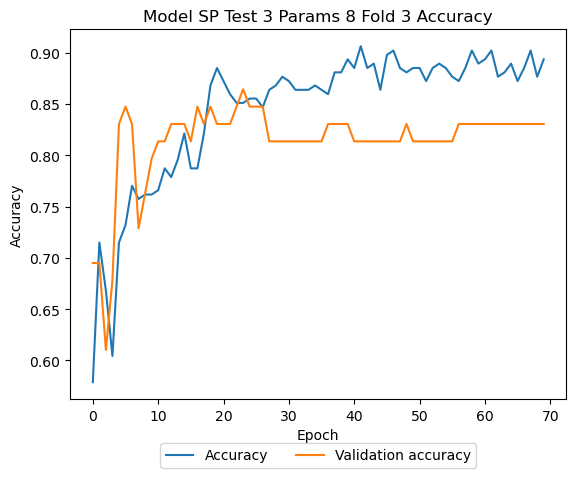 Model SP Test 3 Params 8 Fold 3 Accuracy
Accuracy
0.90
0.85
0.80
0.75
0.70
0.65
0.60
0 10 20 30 40 50 60 70
Epoch
Accuracy Validation accuracy